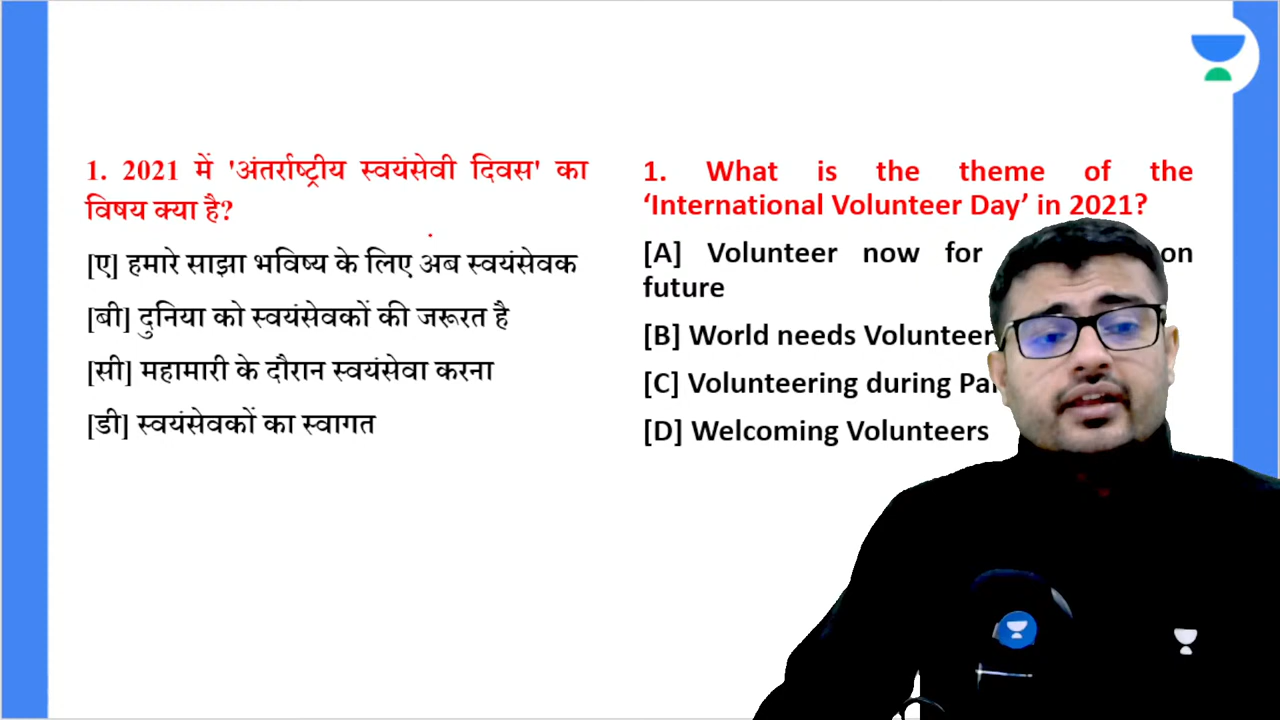 1. 2021 में 'अंतर्राष्ट्रीय स्वयंसेवी दिवस' का
विषय क्या है?
[ए] हमारे साझा भविष्य के लिए अब स्वयंसेवक
[बी] दुनिया को स्वयंसेवकों की जरूरत है
[सी] महामारी के दौरान स्वयंसेवा करना
[डी] स्वयंसेवकों का स्वागत
1. What is the theme of the
‘International Volunteer Day’ in 2021?
[A] Volunteer now for on
future
[B] World needs
[C] Volunteering during
[D] Welcoming Volunteers